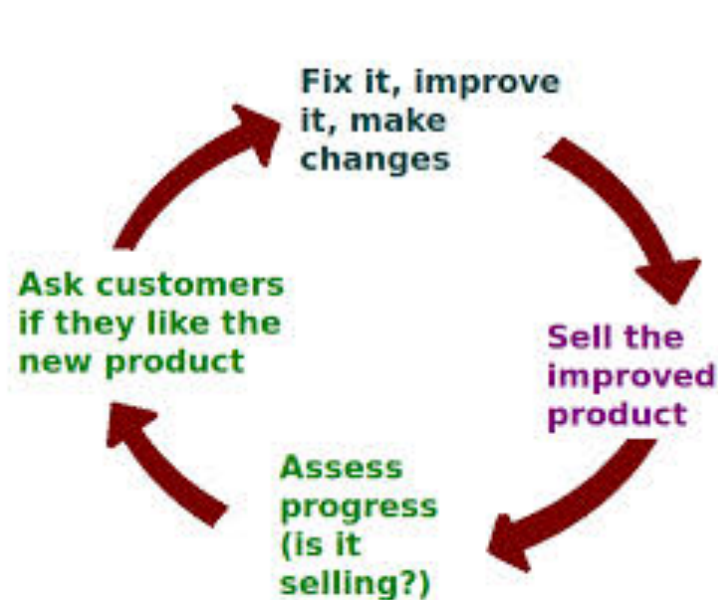 Fix it, improve
it, make
changes
Sell the
improved
product
Assess
progress
(is it
selling?)
Ask customers
if they like the
new product